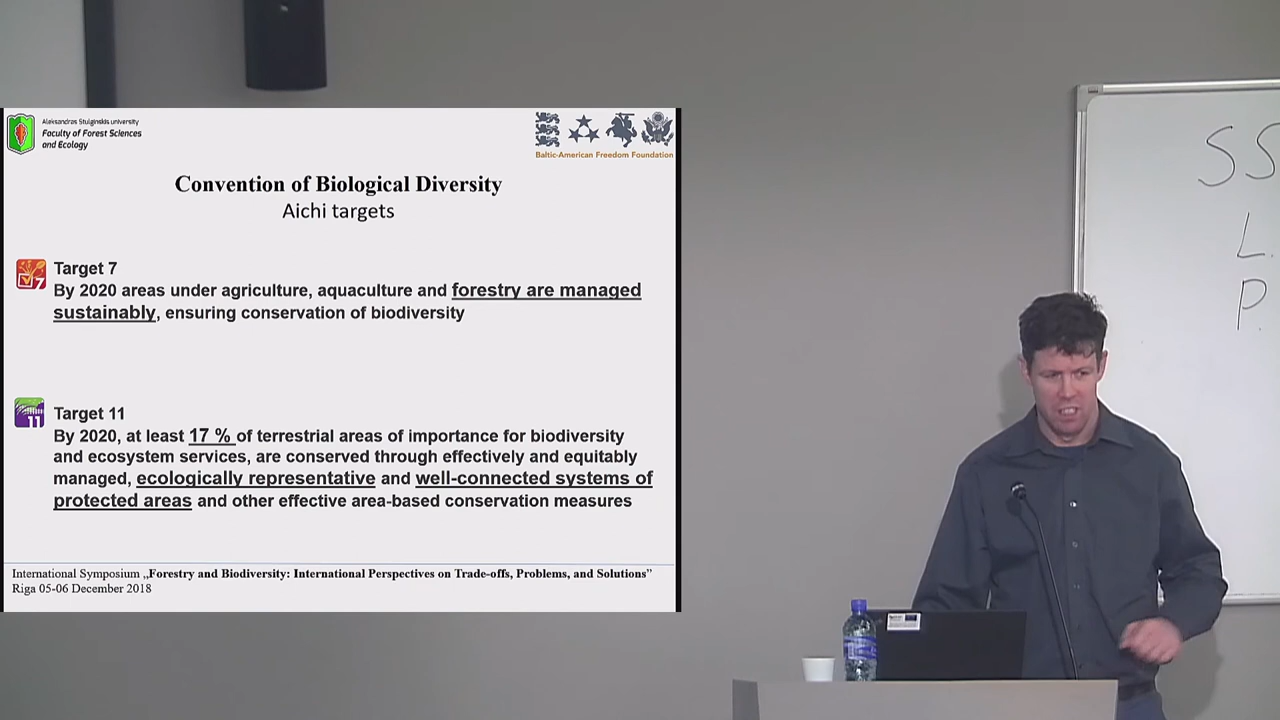 Aleksandras Stulginskis university
Faculty of Forest Sciences
and Ecology
Baltic-American Freedom Foundation
Convention of Biological Diversity
Aichi targets
7
Target 7
By 2020 areas under agriculture, aquaculture and forestry are managed
sustainably, ensuring conservation of biodiversity
11
Target 11
By 2020, at least 17 % of terrestrial areas of importance for biodiversity
and ecosystem services, are conserved through effectively and equitably
managed, ecologically representative and well-connected systems of
protected areas and other effective area-based conservation measures
International Symposium „Forestry and Biodiversity: International Perspectives on Trade-offs, Problems, and Solutions”
Riga 05-06 December 2018
SS
L.
P.